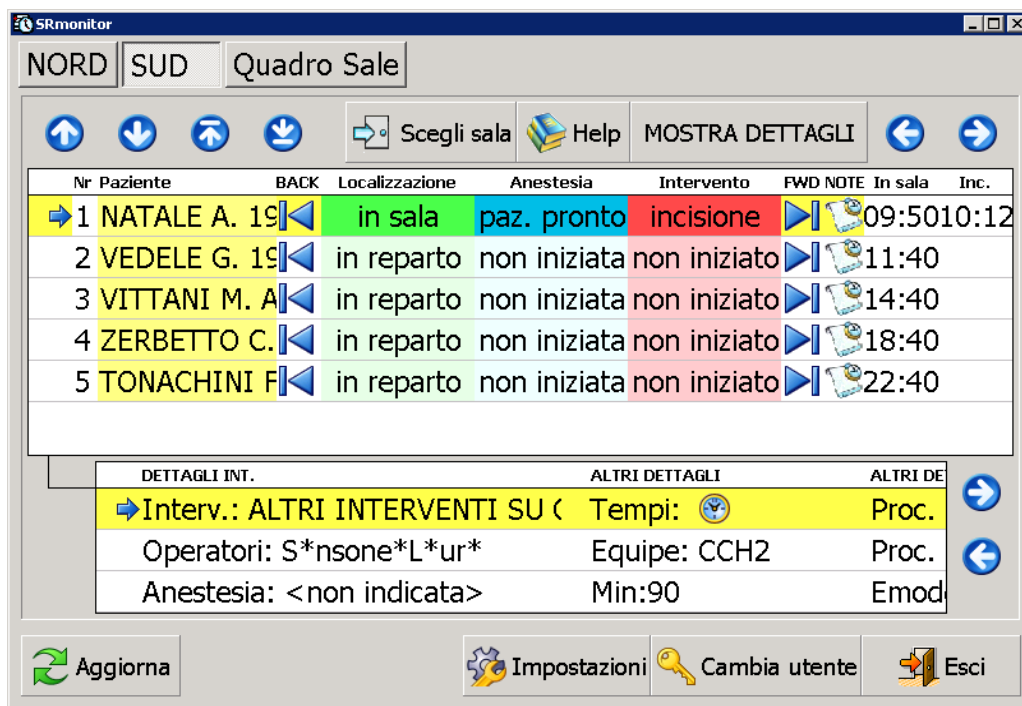 SRmonitor
NORD SUD Quadro Sale
Scegli sala Help MOSTRA DETTAGLI
Nr Paziente BACK Localizzazione Anestesia Intervento FWD NOTE In sala Inc.
1 NATALE A. 19 in sala paz. pronto incisione 09:50 10:12
2 VEDELE G. 19 in reparto non iniziata non iniziato 11:40
3 VITTANI M. A in reparto non iniziata non iniziato 14:40
4 ZERBETTO C. in reparto non iniziata non iniziato 18:40
5 TONACHINI F in reparto non iniziata non iniziato 22:40
DETTAGLI INT. ALTRI DETTAGLI ALTRI DE
Interv.: ALTRI INTERVENTI SU Tempi: Proc.
Operatori: S*nsone*L*ur* Equipe: CCH2 Proc.
Anestesia: <non indicata> Min:90 Emod
Aggiorna Impostazioni Cambia utente Esci